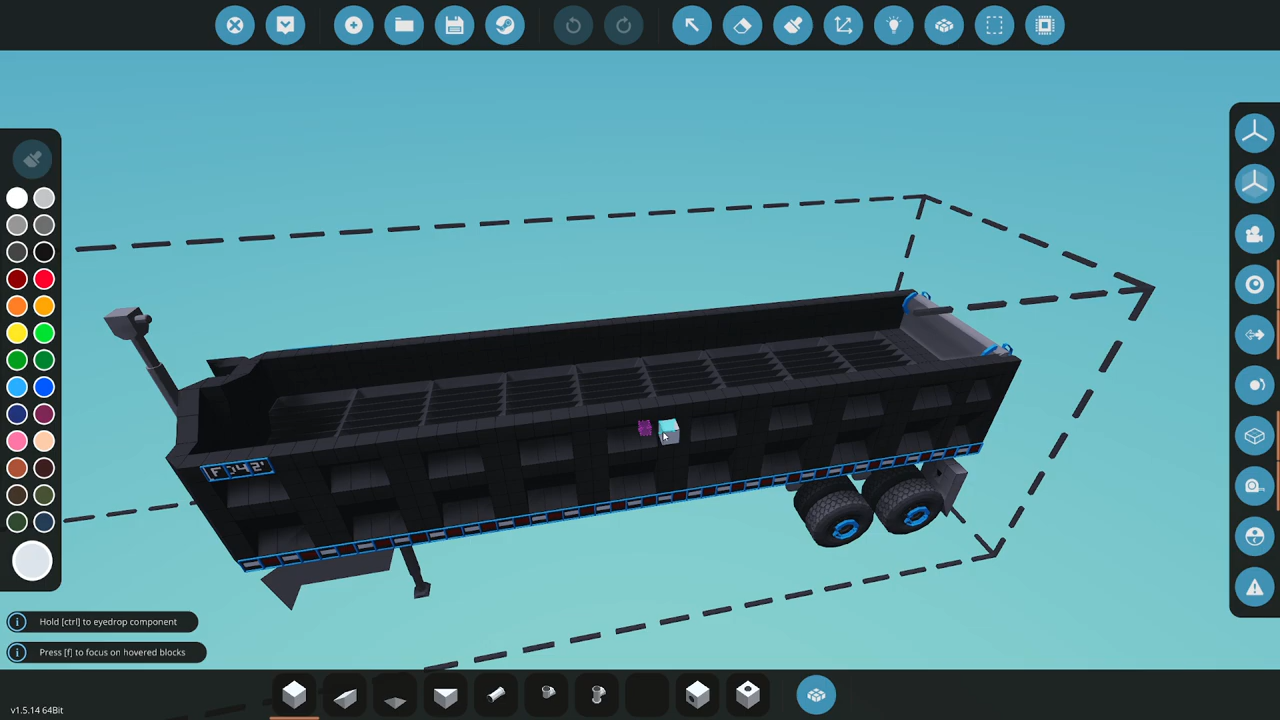 Hold [ctrl] to eyedrop component
Press [f] to focus on hovered blocks
v1.5.14 64Bit